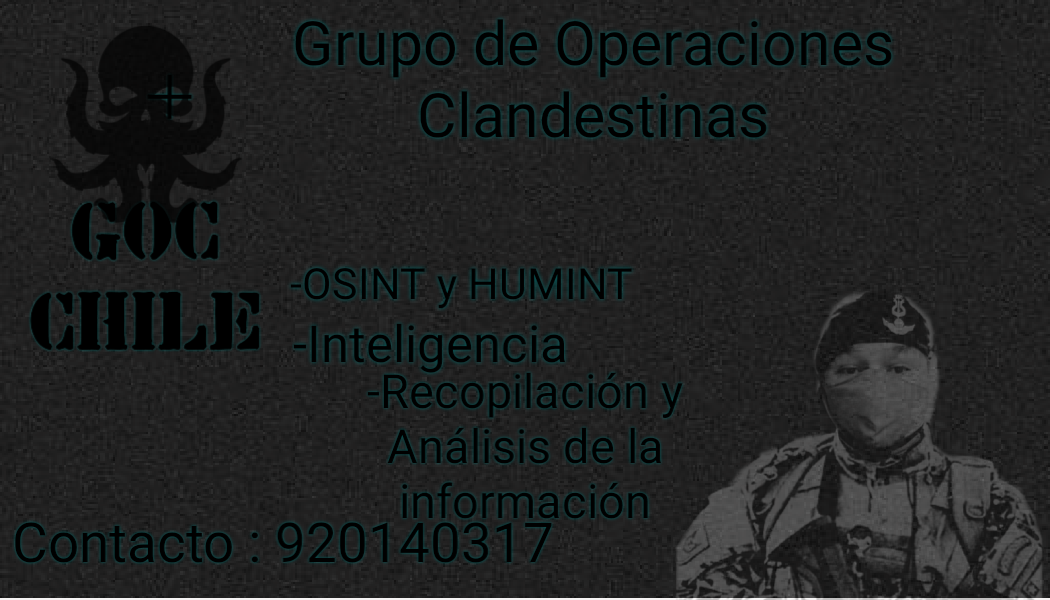 Grupo de Operaciones
Clandestinas
GOC
CHILE
-OSINT y HUMINT
-Inteligencia
-Recopilación y
Análisis de la
información
Contacto : 920140317